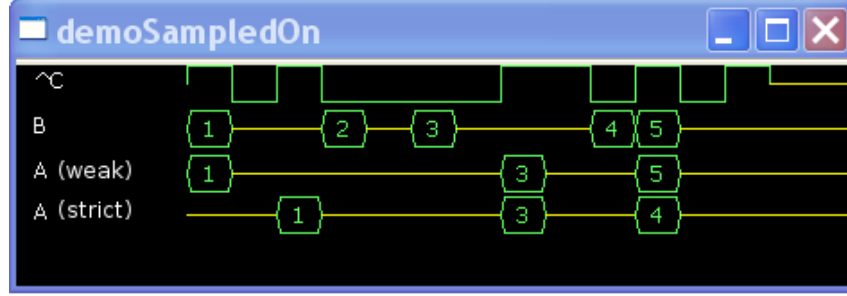 demoSampledOn
^C
B 1 2 3 4 5
A (weak) 1 3 5
A (strict) 1 3 4